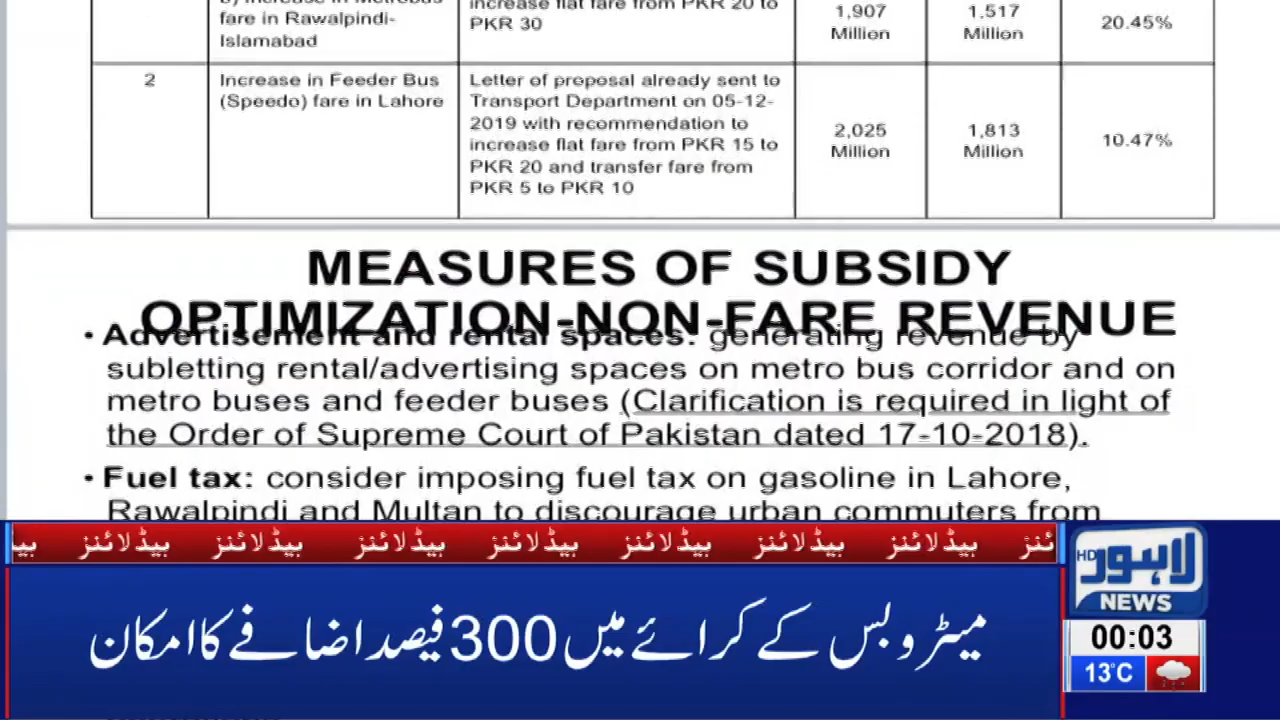 fare in Rawalpindi-
Islamabad
increase flat fare from PKR 20 to
PKR 30
1,907
Million
1,517
Million
20.45%
2
Increase in Feeder Bus
(Speedo) fare in Lahore
Letter of proposal already sent to
Transport Department on 05-12-
2019 with recommendation to
increase flat fare from PKR 15 to
PKR 20 and transfer fare from
PKR 5 to PKR 10
2,025
Million
1,813
Million
10.47%
MEASURES OF SUBSIDY
OPTIMIZATION-NON-FARE REVENUE
• Advertisement and rental spaces: generating revenue by
subletting rental/advertising spaces on metro bus corridor and on
metro buses and feeder buses (Clarification is required in light of
the Order of Supreme Court of Pakistan dated 17-10-2018).
• Fuel tax: consider imposing fuel tax on gasoline in Lahore,
Rawalpindi and Multan to discourage urban commuters from
ہیڈلائنز ہیڈلائنز ہیڈلائنز ہیڈلائنز ہیڈلائنز ہیڈلائنز ہیڈلائنز
میٹرو بس کے کرائے میں 300 فیصد اضافے کا امکان
لاہور HD
NEWS
00:03
13°C